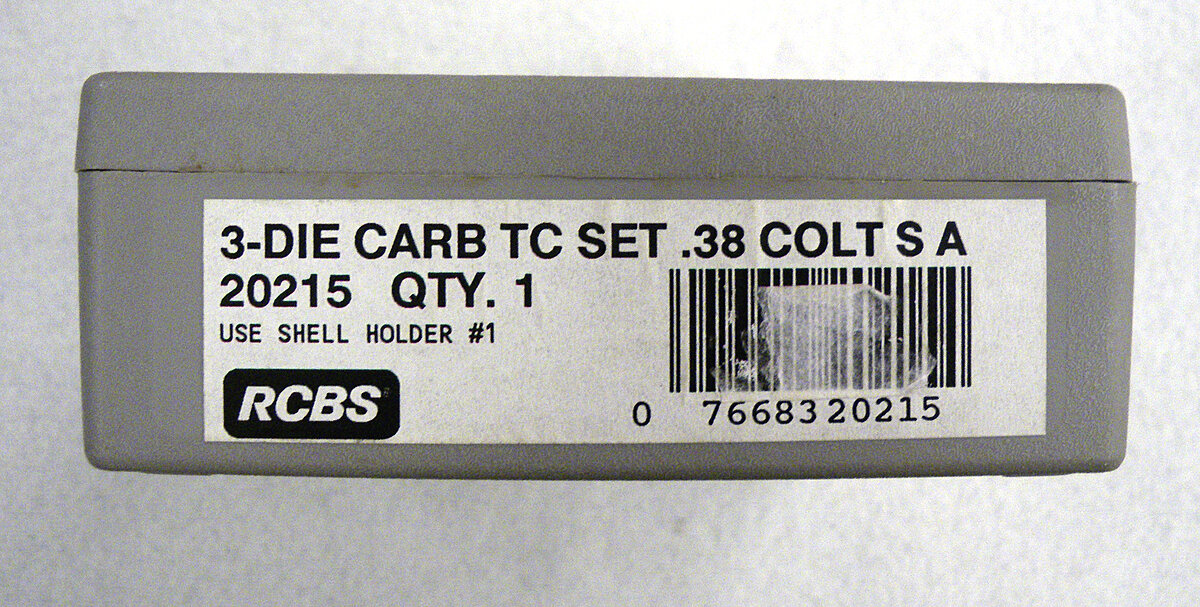 3-DIE CARB TC SET .38 COLT S A
20215 QTY. 1
USE SHELL HOLDER #1
RCBS
0 76683 20215